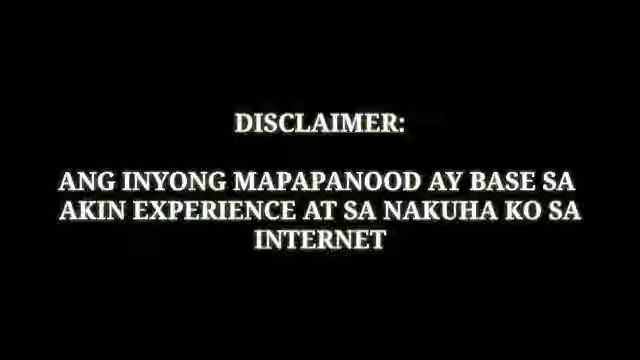 DISCLAIMER:
ANG INYONG MAPAPANOOD AY BASE SA
AKIN EXPERIENCE AT SA NAKUHA KO SA
INTERNET